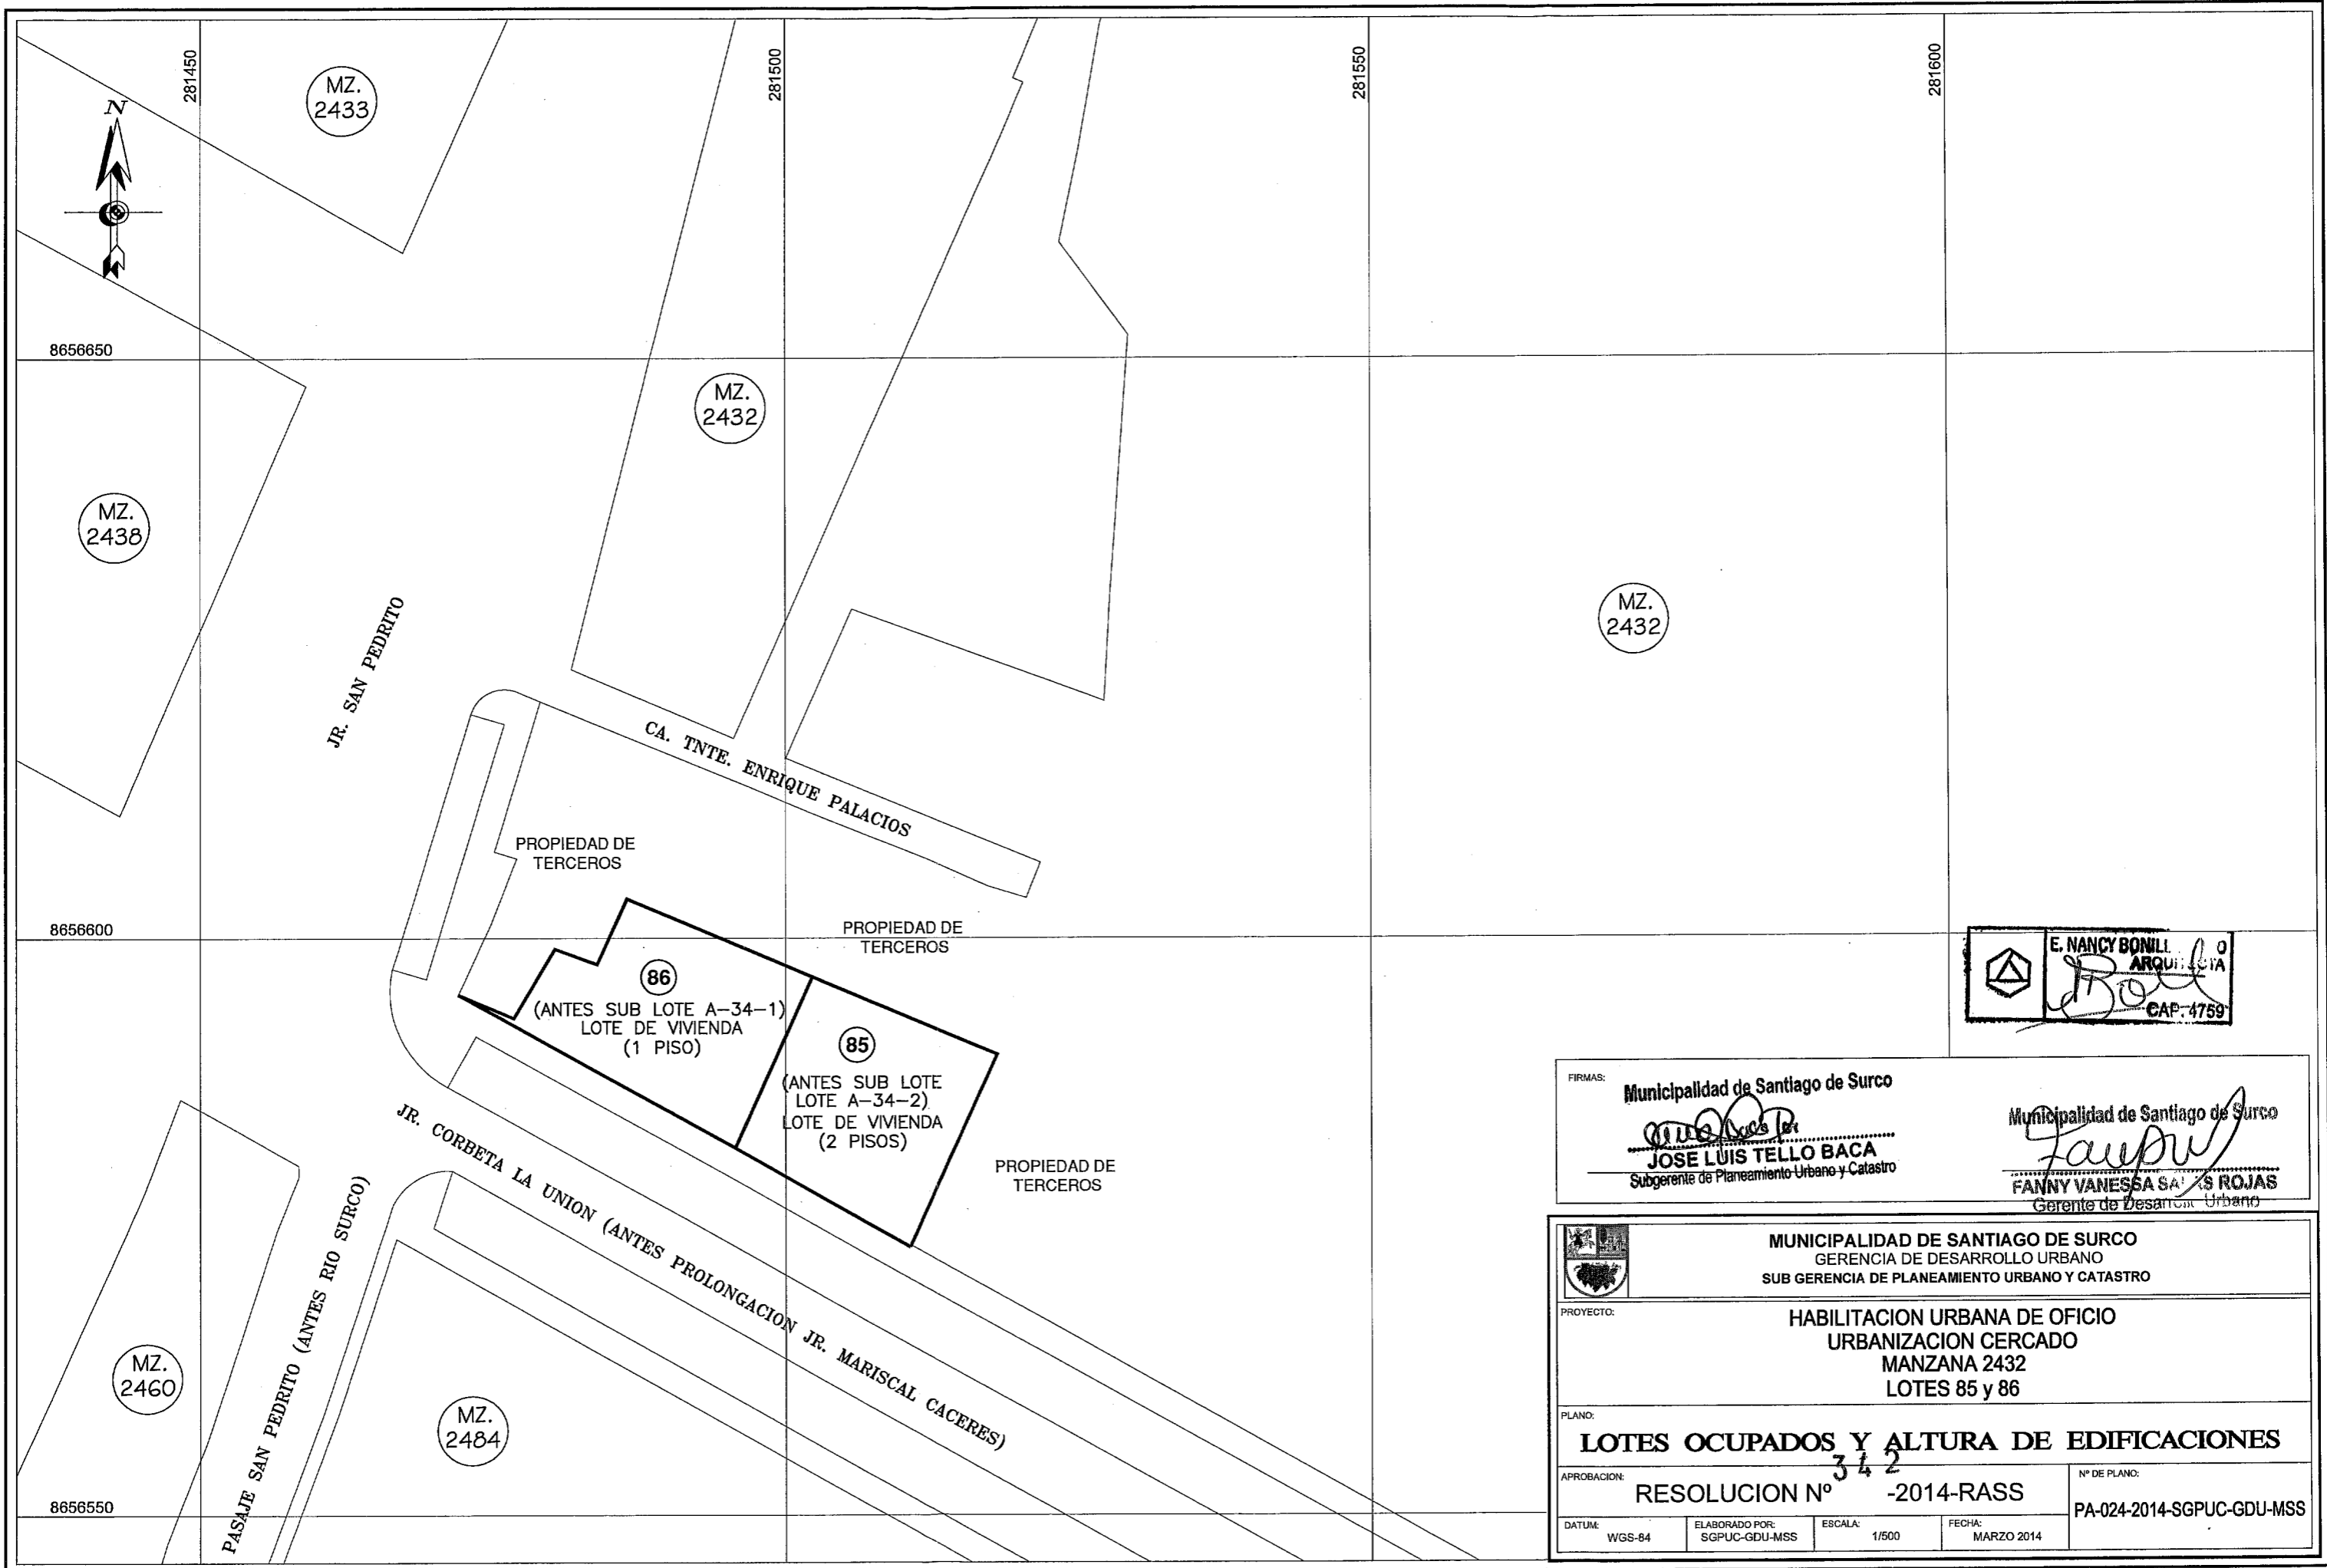 281450
281500
281550
281600
MZ.
2433
N
8656650
MZ.
2432
MZ.
2438
MZ.
2432
JR. SAN PEDRITO
CA. TNTE. ENRIQUE PALACIOS
PROPIEDAD DE
TERCEROS
PROPIEDAD DE
TERCEROS
8656600
86
(ANTES SUB LOTE A-34-1)
LOTE DE VIVIENDA
(1 PISO)
85
(ANTES SUB LOTE
LOTE A-34-2)
LOTE DE VIVIENDA
(2 PISOS)
PROPIEDAD DE
TERCEROS
JR. CORBETA LA UNION (ANTES PROLONGACION JR. MARISCAL CACERES)
PASAJE SAN PEDRITO (ANTES RIO SURCO)
MZ.
2460
MZ.
2484
8656550
E. NANCY
ARQUITECTA
CAP. 4759
FIRMAS:
Municipalidad de Santiago de Surco
JOSE LUIS TELLO BACA
Subgerente de Planeamiento Urbano y Catastro
Municipalidad de Santiago de Surco
FANNY VANESSA ROJAS
Gerente de Desarrollo Urbano
MUNICIPALIDAD DE SANTIAGO DE SURCO
GERENCIA DE DESARROLLO URBANO
SUB GERENCIA DE PLANEAMIENTO URBANO Y CATASTRO
PROYECTO:
HABILITACION URBANA DE OFICIO
URBANIZACION CERCADO
MANZANA 2432
LOTES 85 y 86
PLANO:
LOTES OCUPADOS Y ALTURA DE EDIFICACIONES
APROBACION:
RESOLUCION Nº 342 -2014-RASS
Nº DE PLANO:
PA-024-2014-SGPUC-GDU-MSS
DATUM:
WGS-84
ELABORADO POR:
SGPUC-GDU-MSS
ESCALA:
1/500
FECHA:
MARZO 2014